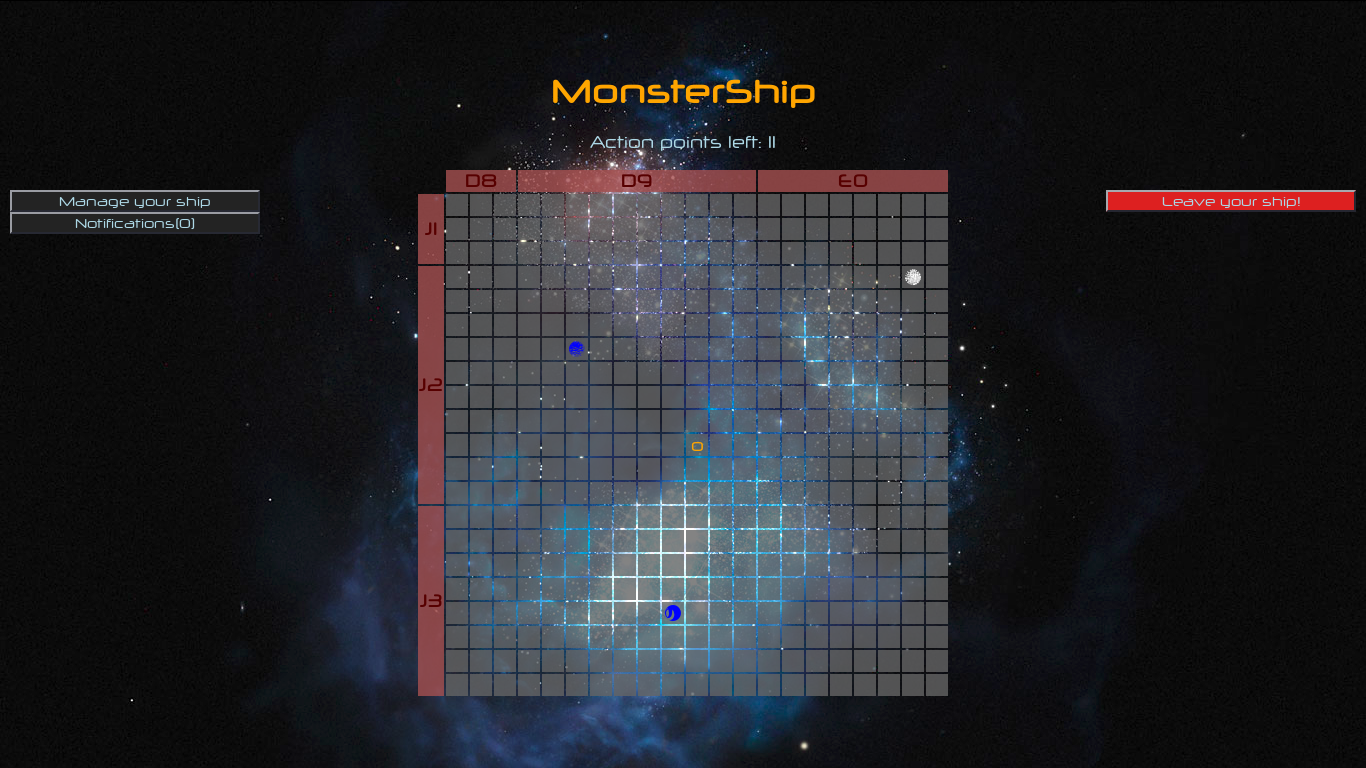 MonsterShip
Action points left: 11
D8 D9 E0
Manage your ship
Leave your ship!
Notifications(0)
J1
J2
O
J3